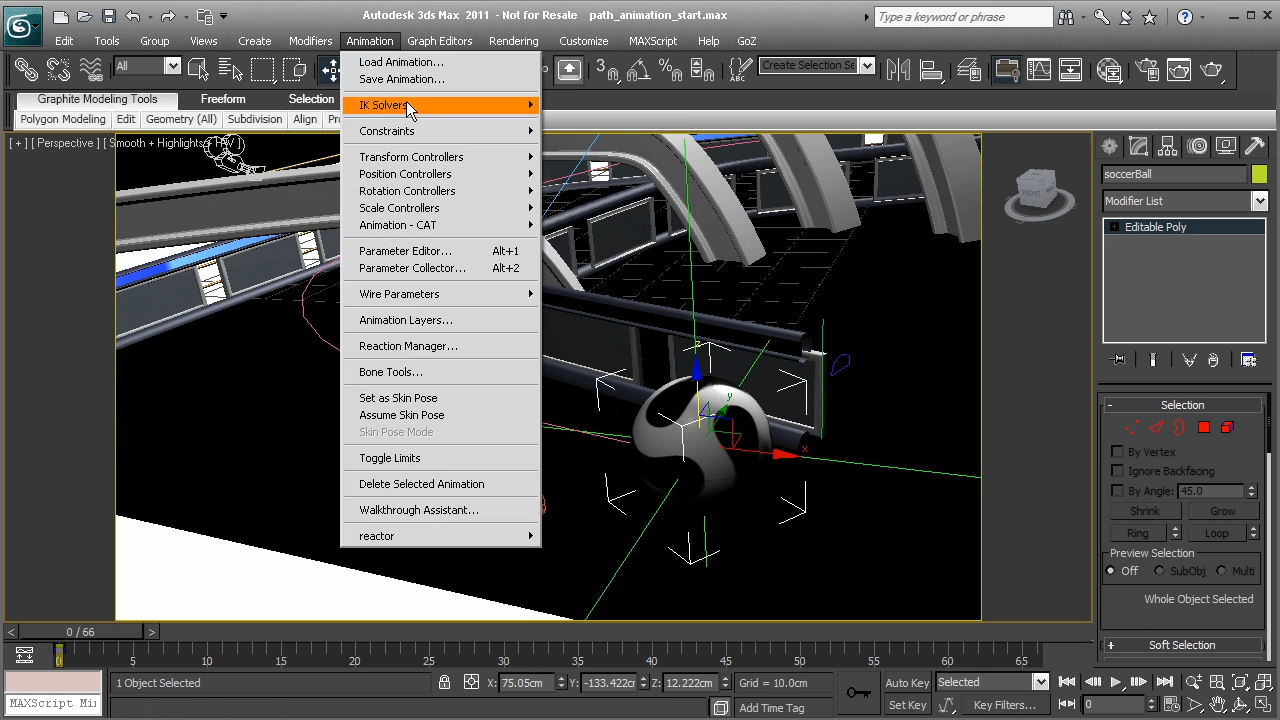 Autodesk 3ds Max 2011 - Not for Resale path_animation_start.max
Type a keyword or phrase
Edit Tools Group Views Create Modifiers Animation Graph Editors Rendering Customize MAXScript Help GoZ
All
Create Selection Se
Graphite Modeling Tools Freeform Selection
Polygon Modeling Edit Geometry (All) Subdivision Align
Load Animation...
Save Animation...
IK Solvers
Constraints
Transform Controllers
Position Controllers
Rotation Controllers
Scale Controllers
Animation - CAT
Parameter Editor... Alt+1
Parameter Collector... Alt+2
Wire Parameters
Animation Layers...
Reaction Manager...
Bone Tools...
Set as Skin Pose
Assume Skin Pose
Skin Pose Mode
Toggle Limits
Delete Selected Animation
Walkthrough Assistant...
reactor
[ + ] [ Perspective ] [ Smooth + Highlights
FRONT
z
y
x
soccerBall
Modifier List
Editable Poly
Selection
By Vertex
Ignore Backfacing
By Angle: 45.0
Shrink Grow
Ring Loop
Preview Selection
Off SubObj Multi
Whole Object Selected
Soft Selection
< 0 / 66 >
0 5 10 15 20 25 30 35 40 45 50 55 60 65
1 Object Selected X: 75.05cm Y: -133.422cm Z: 12.222cm Grid = 10.0cm Auto Key Selected
MAXScript Mi Add Time Tag Set Key Key Filters... 0